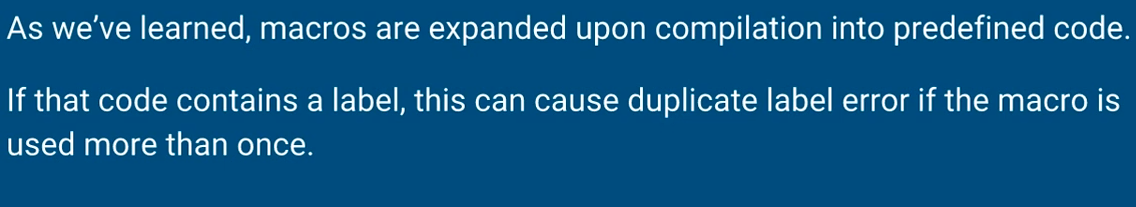 As we’ve learned, macros are expanded upon compilation into predefined code.
If that code contains a label, this can cause duplicate label error if the macro is
used more than once.